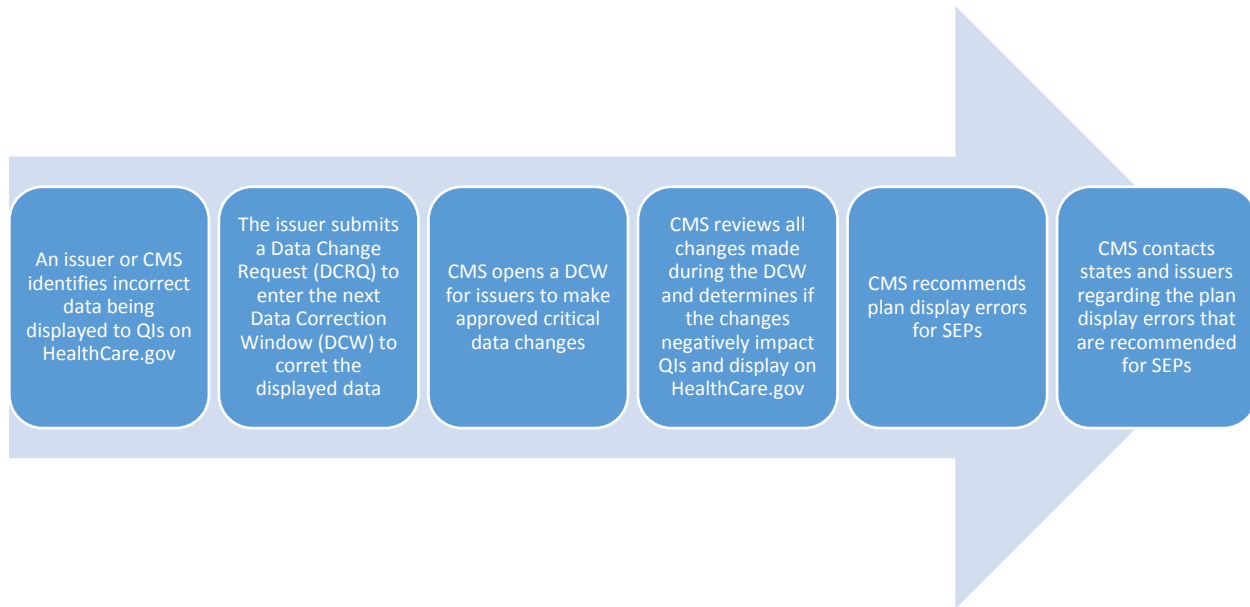 An issuer or CMS
identifies incorrect
data being
displayed to QIs on
HealthCare.gov
The issuer submits
a Data Change
Request (DCRQ) to
enter the next
Data Correction
Window (DCW) to
corret the
displayed data
CMS opens a DCW
for issuers to make
approved critical
data changes
CMS reviews all
changes made
during the DCW
and determines if
the changes
negatively impact
QIs and display on
HealthCare.gov
CMS recommends
plan display errors
for SEPs
CMS contacts
states and issuers
regarding the plan
display errors that
are recommended
for SEPs